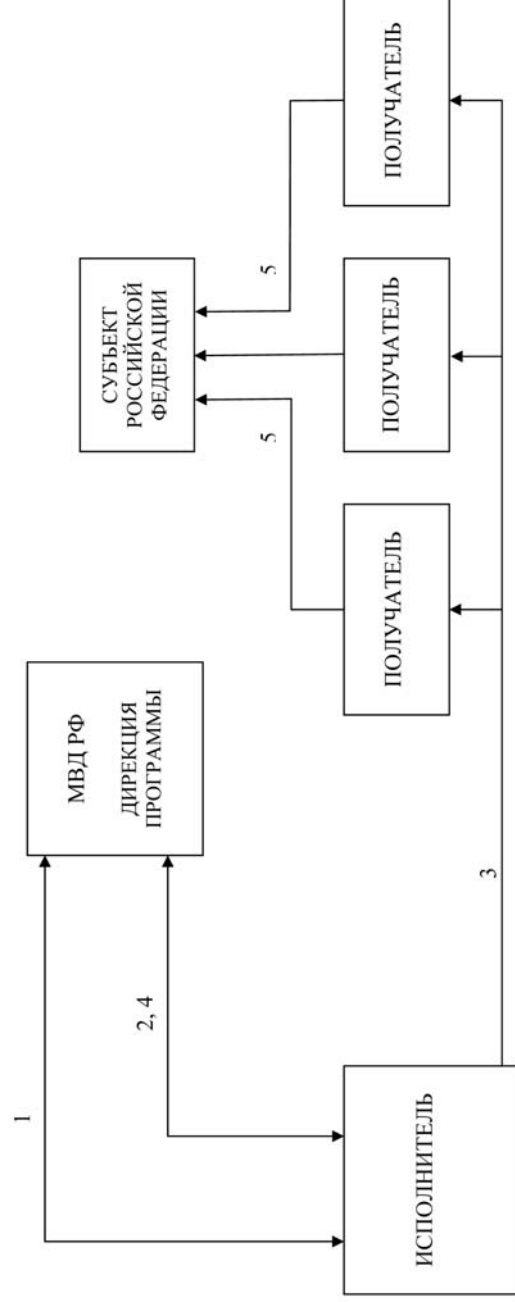 1
2, 4
МВД РФ
ДИРЕКЦИЯ
ПРОГРАММЫ
СУБЪЕКТ
РОССИЙСКОЙ
ФЕДЕРАЦИИ
5
5
ИСПОЛНИТЕЛЬ
ПОЛУЧАТЕЛЬ
ПОЛУЧАТЕЛЬ
ПОЛУЧАТЕЛЬ
3